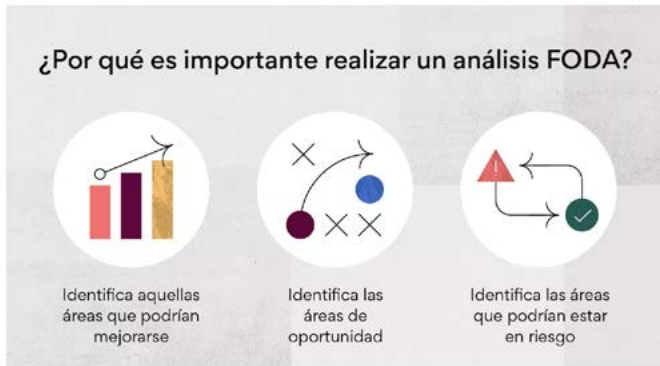 ¿Por qué es importante realizar un análisis FODA?
Identifica aquellas
áreas que podrían
mejorarse
Identifica las
áreas de
oportunidad
Identifica las áreas
que podrían estar
en riesgo